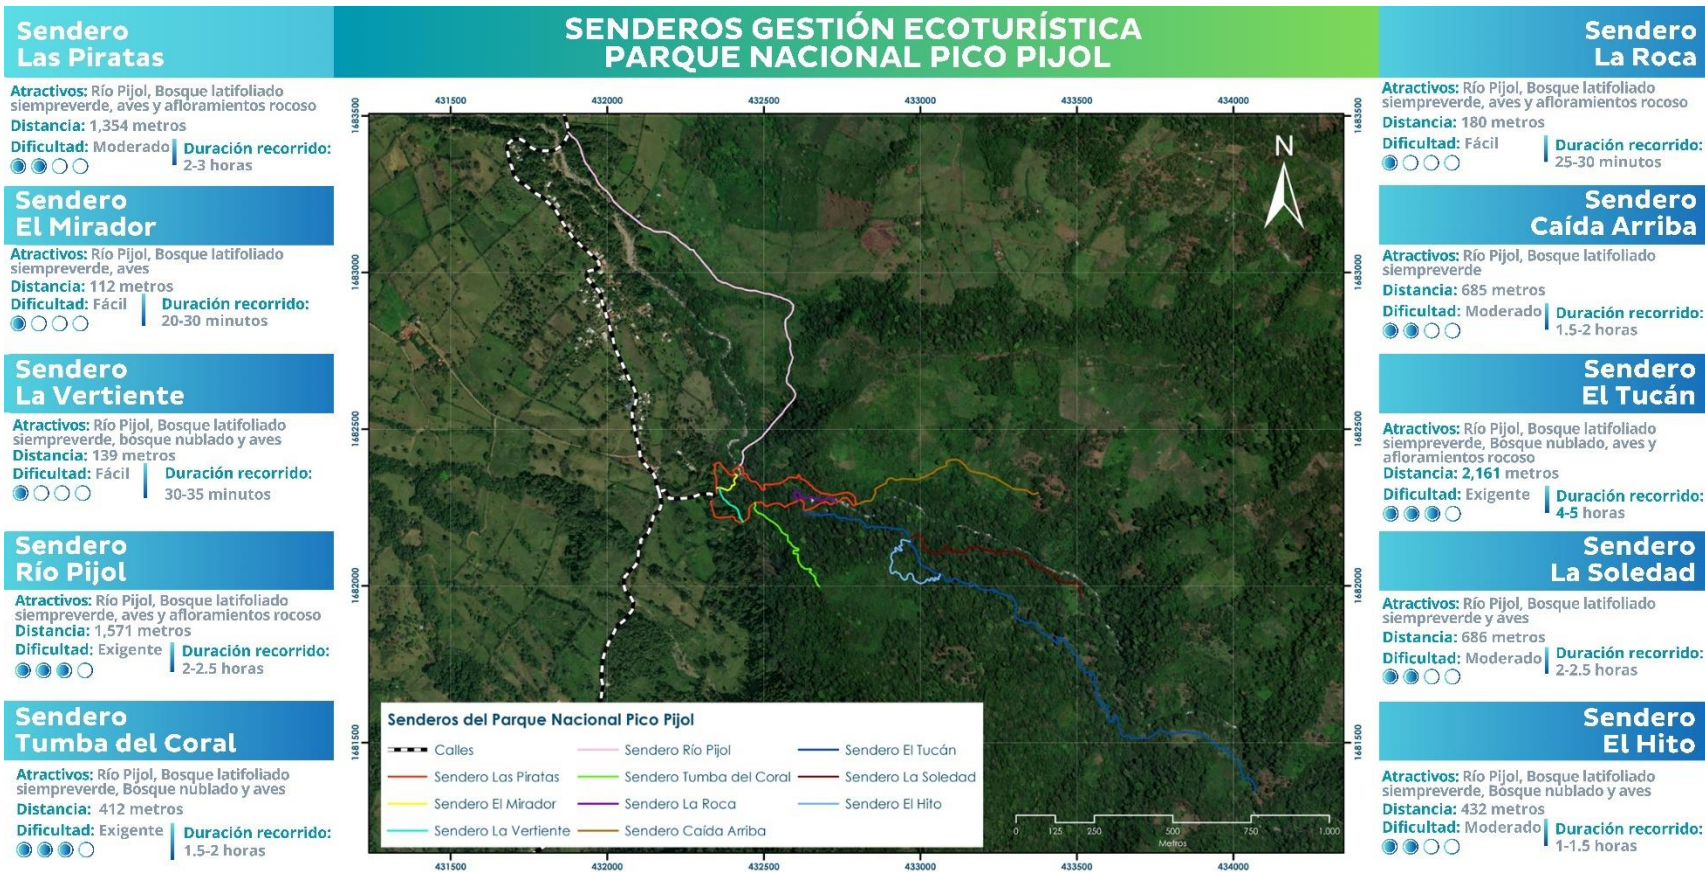 SENDEROS GESTIÓN ECOTURÍSTICA
PARQUE NACIONAL PICO PIJOL
Sendero
Las Piratas
Atractivos: Río Pijol, Bosque latifoliado
siempreverde, aves y afloramientos rocoso
Distancia: 1,354 metros
Dificultad: Moderado
Duración recorrido:
2-3 horas
Sendero
El Mirador
Atractivos: Río Pijol, Bosque latifoliado
siempreverde, aves
Distancia: 112 metros
Dificultad: Fácil
Duración recorrido:
20-30 minutos
Sendero
La Vertiente
Atractivos: Río Pijol, Bosque latifoliado
siempreverde, bosque nublado y aves
Distancia: 139 metros
Dificultad: Fácil
Duración recorrido:
30-35 minutos
Sendero
Río Pijol
Atractivos: Río Pijol, Bosque latifoliado
siempreverde, aves y afloramientos rocoso
Distancia: 1,571 metros
Dificultad: Exigente
Duración recorrido:
2-2.5 horas
Sendero
Tumba del Coral
Atractivos: Río Pijol, Bosque latifoliado
siempreverde, Bosque nublado y aves
Distancia: 412 metros
Dificultad: Exigente
Duración recorrido:
1.5-2 horas
431500 432000 432500 433000 433500 434000
1683500
1683000
1682500
1682000
1681500
N
1683500
1683000
1682500
1682000
1681500
Senderos del Parque Nacional Pico Pijol
Calles
Sendero Las Piratas
Sendero El Mirador
Sendero La Vertiente
Sendero Río Pijol
Sendero Tumba del Coral
Sendero La Roca
Sendero Caída Arriba
Sendero El Tucán
Sendero La Soledad
Sendero El Hito
0 125 250 500 750 1,000
Metros
431500 432000 432500 433000 433500 434000
Sendero
La Roca
Atractivos: Río Pijol, Bosque latifoliado
siempreverde, aves y afloramientos rocoso
Distancia: 180 metros
Dificultad: Fácil
Duración recorrido:
25-30 minutos
Sendero
Caída Arriba
Atractivos: Río Pijol, Bosque latifoliado
siempreverde
Distancia: 685 metros
Dificultad: Moderado
Duración recorrido:
1.5-2 horas
Sendero
El Tucán
Atractivos: Río Pijol, Bosque latifoliado
siempreverde, Bosque nublado, aves y
afloramientos rocoso
Distancia: 2,161 metros
Dificultad: Exigente
Duración recorrido:
4-5 horas
Sendero
La Soledad
Atractivos: Río Pijol, Bosque latifoliado
siempreverde y aves
Distancia: 686 metros
Dificultad: Moderado
Duración recorrido:
2-2.5 horas
Sendero
El Hito
Atractivos: Río Pijol, Bosque latifoliado
siempreverde, Bosque nublado y aves
Distancia: 432 metros
Dificultad: Moderado
Duración recorrido:
1-1.5 horas